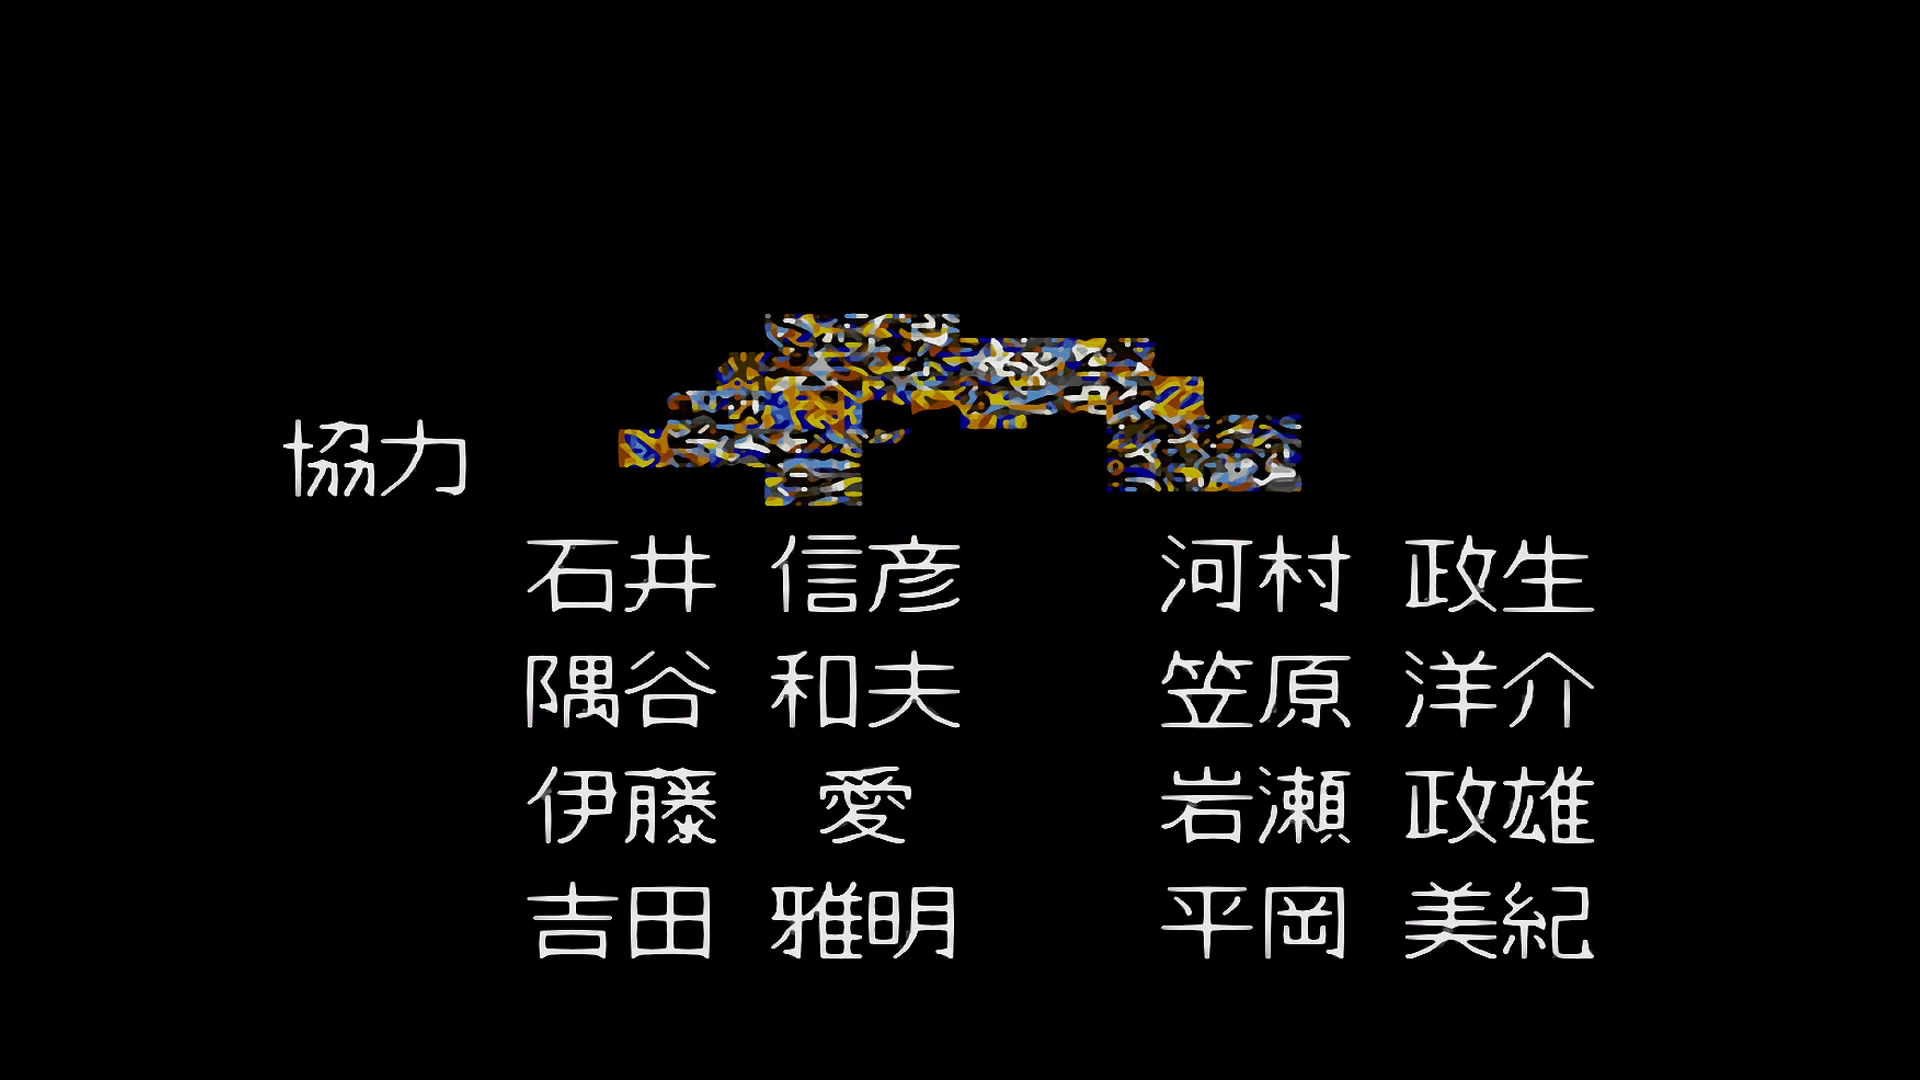 協力
石井 信彦 河村 政生
隅谷 和夫 笠原 洋介
伊藤 愛 岩瀬 政雄
吉田 雅明 平岡 美紀